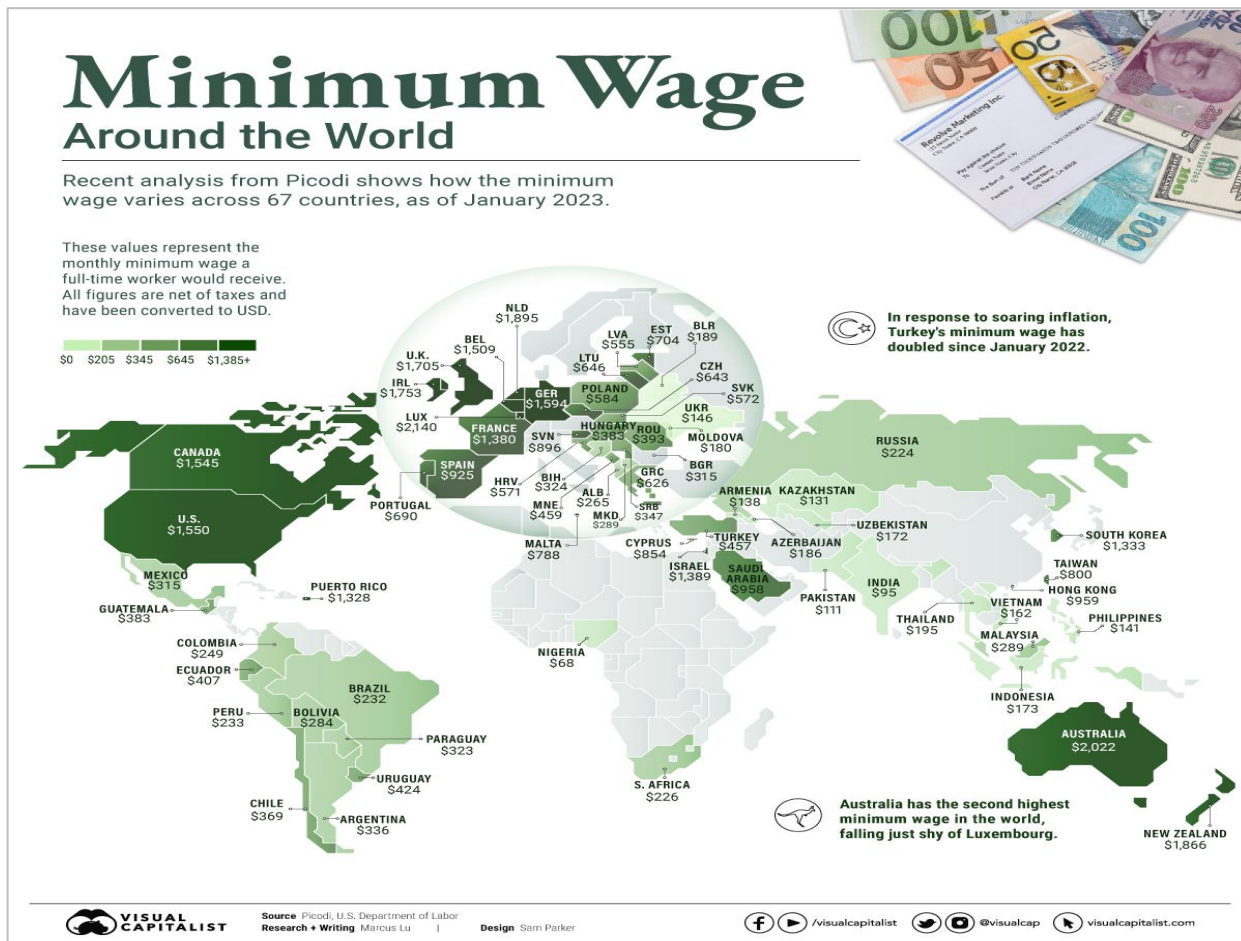 Minimum Wage
Around the World
Recent analysis from Picodi shows how the minimum
wage varies across 67 countries, as of January 2023.
These values represent the
monthly minimum wage a
full-time worker would receive.
All figures are net of taxes and
have been converted to USD.
$0 $205 $345 $645 $1,385+
100
50
50
200
100
100
Revolve Marketing Inc.
In response to soaring inflation,
Turkey's minimum wage has
doubled since January 2022.
NLD
$1,895
BEL
$1,509
U.K.
$1,705
IRL
$1,753
LUX
$2,140
LVA
$555
EST
$704
BLR
$189
LTU
$646
CZH
$643
SVK
$572
POLAND
$584
GER
$1,594
UKR
$146
FRANCE
$1,380
HUNGARY
$383
ROU
$393
MOLDOVA
$180
SVN
$896
SPAIN
$925
HRV
$571
BIH
$324
GRC
$626
BGR
$315
ALB
$265
MNE
$459
MKD
$289
SRB
$347
PORTUGAL
$690
MALTA
$788
CANADA
$1,545
U.S.
$1,550
MEXICO
$315
GUATEMALA
$383
PUERTO RICO
$1,328
COLOMBIA
$249
ECUADOR
$407
PERU
$233
BOLIVIA
$284
BRAZIL
$232
PARAGUAY
$323
URUGUAY
$424
CHILE
$369
ARGENTINA
$336
RUSSIA
$224
ARMENIA
$138
KAZAKHSTAN
$131
UZBEKISTAN
$172
CYPRUS
$854
TURKEY
$457
AZERBAIJAN
$186
ISRAEL
$1,389
SAUDI
ARABIA
$958
PAKISTAN
$111
INDIA
$95
SOUTH KOREA
$1,333
TAIWAN
$800
HONG KONG
$959
THAILAND
$195
VIETNAM
$162
PHILIPPINES
$141
MALAYSIA
$289
INDONESIA
$173
NIGERIA
$68
S. AFRICA
$226
AUSTRALIA
$2,022
NEW ZEALAND
$1,866
Australia has the second highest
minimum wage in the world,
falling just shy of Luxembourg.
VISUAL
CAPITALIST
Source Picodi, U.S. Department of Labor
Research + Writing Marcus Lu | Design Sam Parker
/visualcapitalist @visualcap visualcapitalist.com